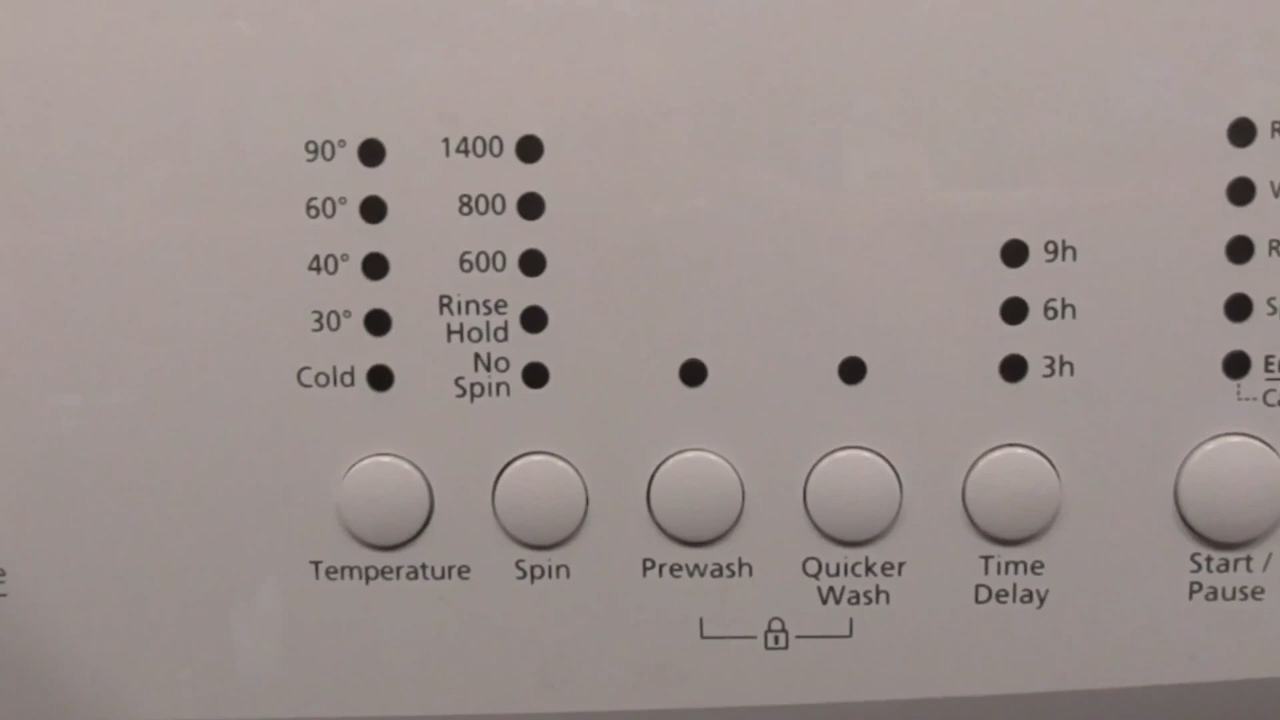 90°
60°
40°
30°
Cold
1400
800
600
Rinse
Hold
No
Spin
9h
6h
3h
Temperature
Spin
Prewash
Quicker
Wash
Time
Delay
Start /
Pause